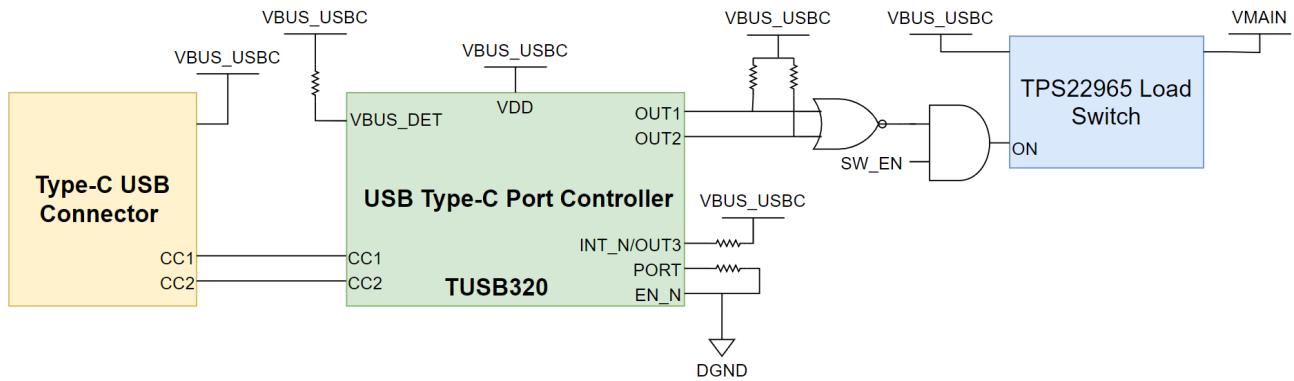 VBUS_USBC
VBUS_USBC
VBUS_USBC
VBUS_USBC
VBUS_USBC
VMAIN
VDD
VBUS_DET
OUT1
OUT2
SW_EN
ON
TPS22965 Load
Switch
Type-C USB
Connector
USB Type-C Port Controller
VBUS_USBC
INT_N/OUT3
CC1
CC2
CC1
CC2
PORT
EN_N
TUSB320
DGND